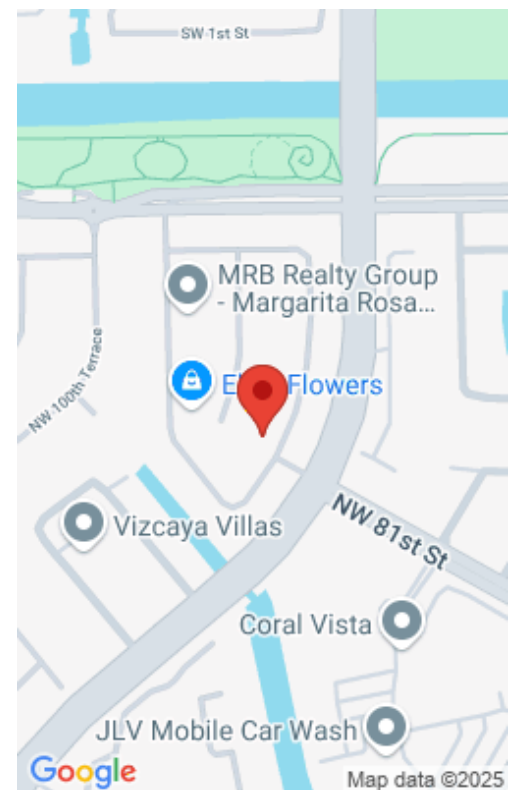 SW 1st St
MRB Realty Group
- Margarita Rosa...
NW 100th Terrace
Flowers
Vizcaya Villas
NW 81st St
Coral Vista
JLV Mobile Car Wash
Google
Map data ©2025